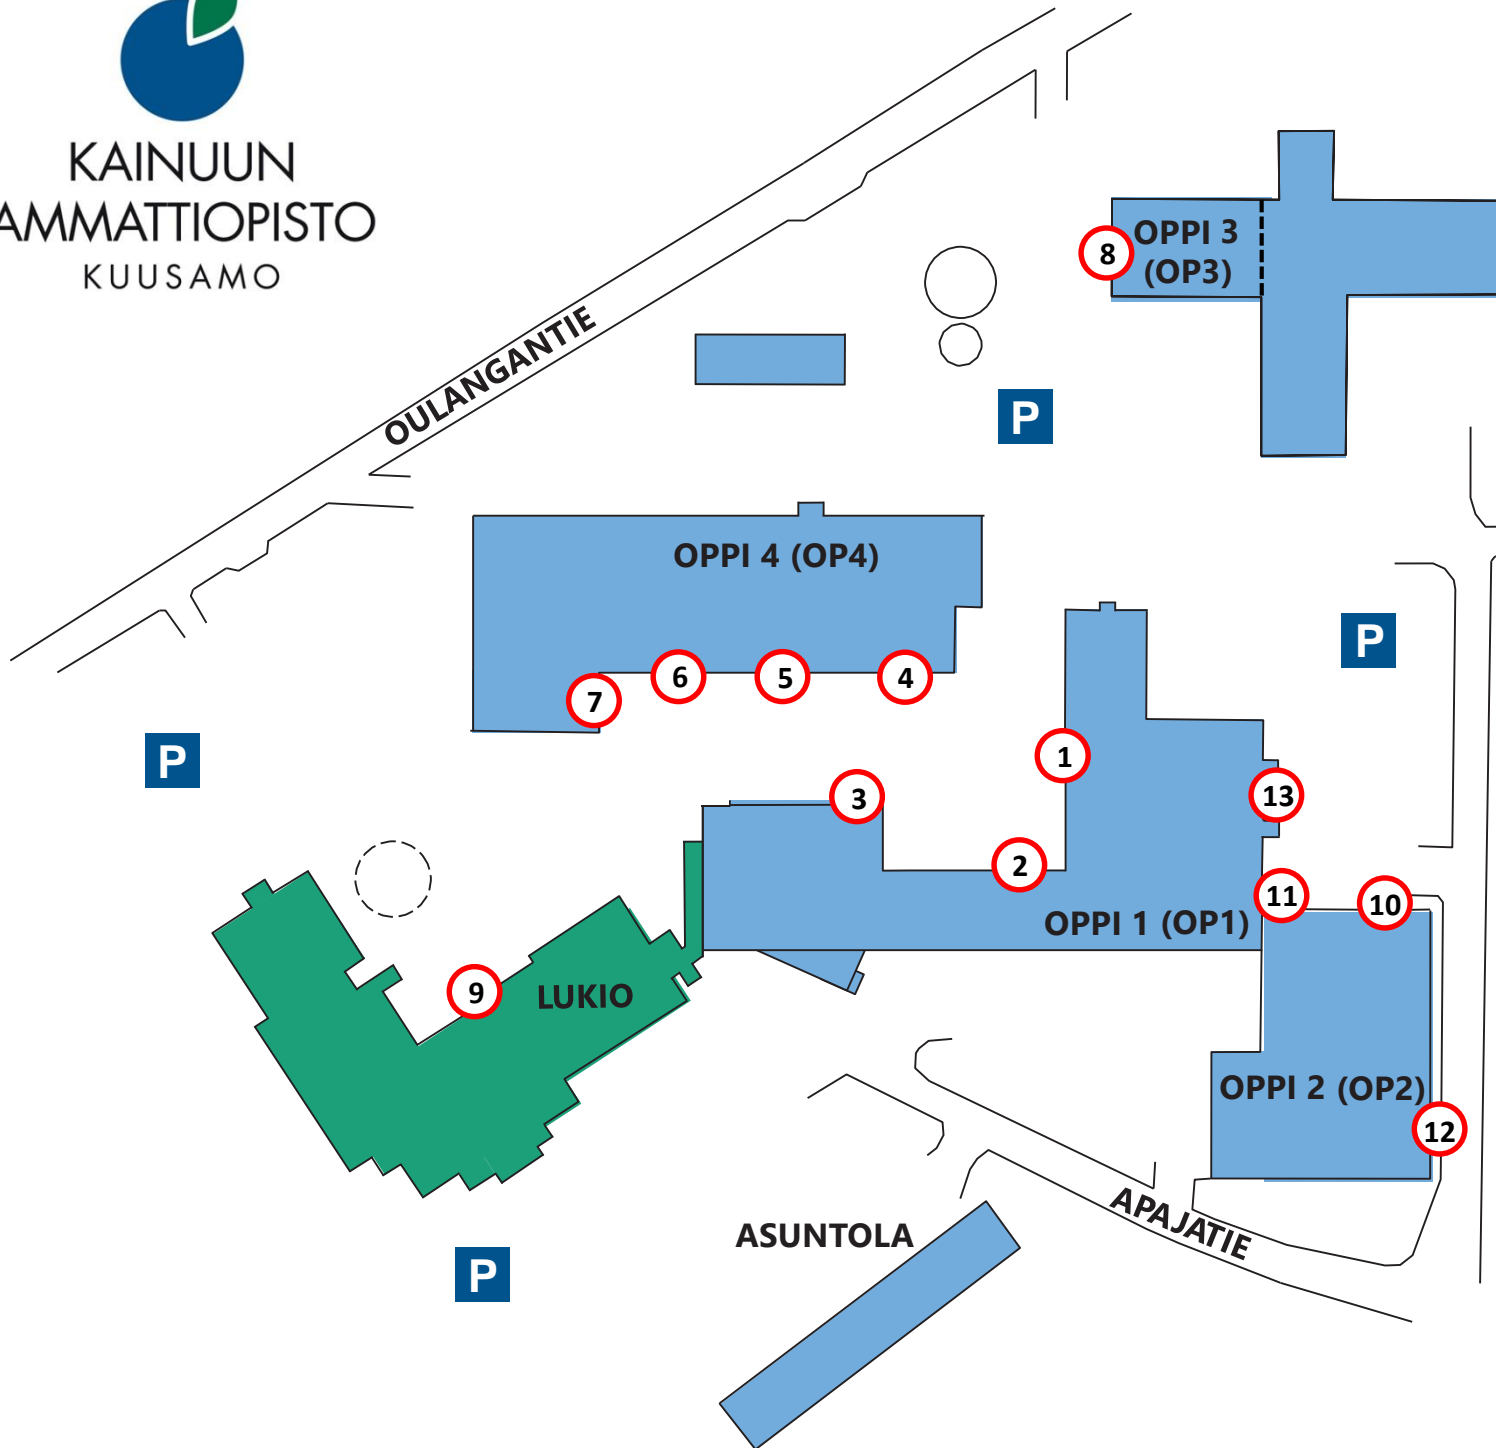 KAINUUN
AMMATTIOPISTO
KUUSAMO
OULANGANTIE
8
OPPI 3
(OP3)
P
OPPI 4 (OP4)
P
7
6
5
4
P
1
3
13
2
11
10
OPPI 1 (OP1)
9
LUKIO
OPPI 2 (OP2)
12
APAJATIE
ASUNTOLA
P